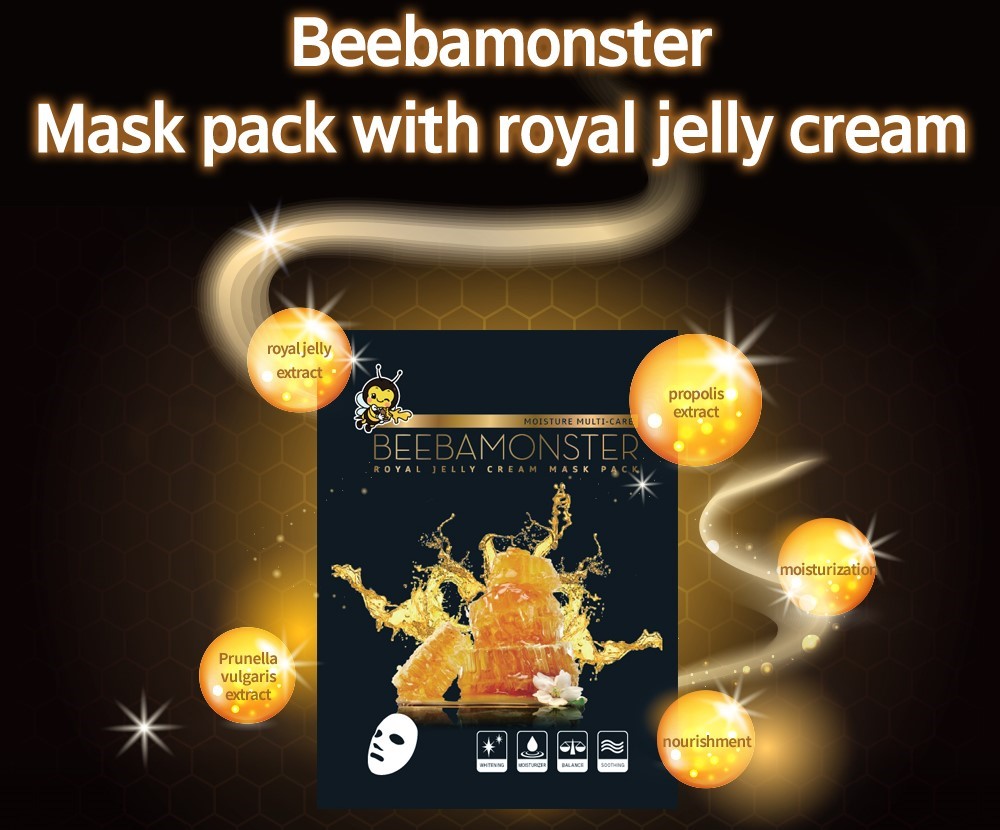 Beebamonster
Mask pack with royal jelly cream
royal jelly
extract
propolis
extract
MOISTURE MULTI-CARE
BEEBAMONSTER
ROYAL JELLY CREAM MASK PACK
moisturization
Prunella
vulgaris
extract
nourishment
WHITENING
MOISTURIZER
BALANCE
SOOTHING